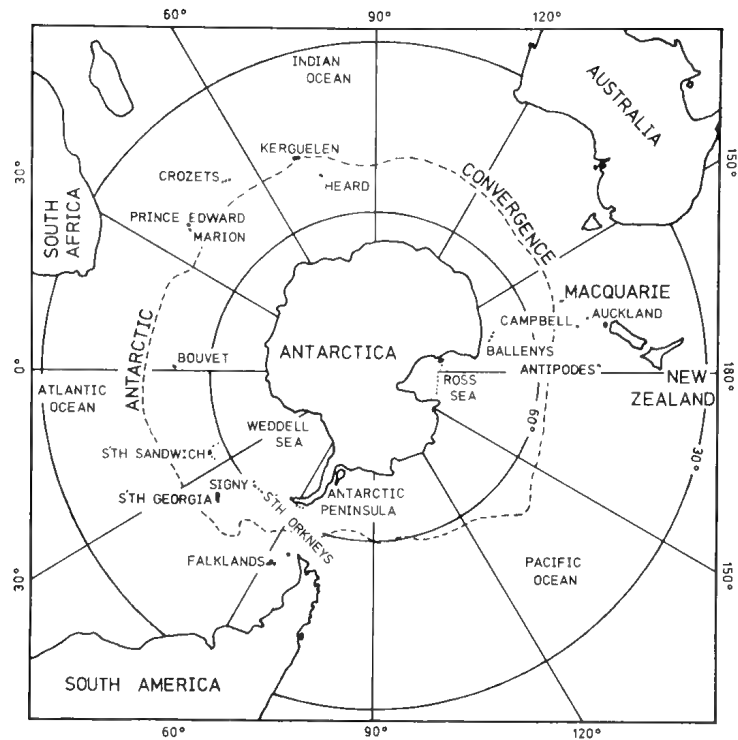 60°
90°
120°
INDIAN
OCEAN
AUSTRALIA
KERGUELEN
CROZETS
HEARD
CONVERGENCE
150°
30°
SOUTH
AFRICA
PRINCE EDWARD
MARION
MACQUARIE
CAMPBELL
AUCKLAND
ANTARCTIC
BOUVET
ANTARCTICA
BALLENYS
ANTIPODES
0°
ROSS
SEA
NEW
ZEALAND
180°
ATLANTIC
OCEAN
WEDDELL
SEA
60°
30°
STH SANDWICH
SIGNY
STH GEORGIA
STH ORKNEYS
ANTARCTIC
PENINSULA
FALKLANDS
PACIFIC
OCEAN
30°
150°
SOUTH AMERICA
60°
90°
120°